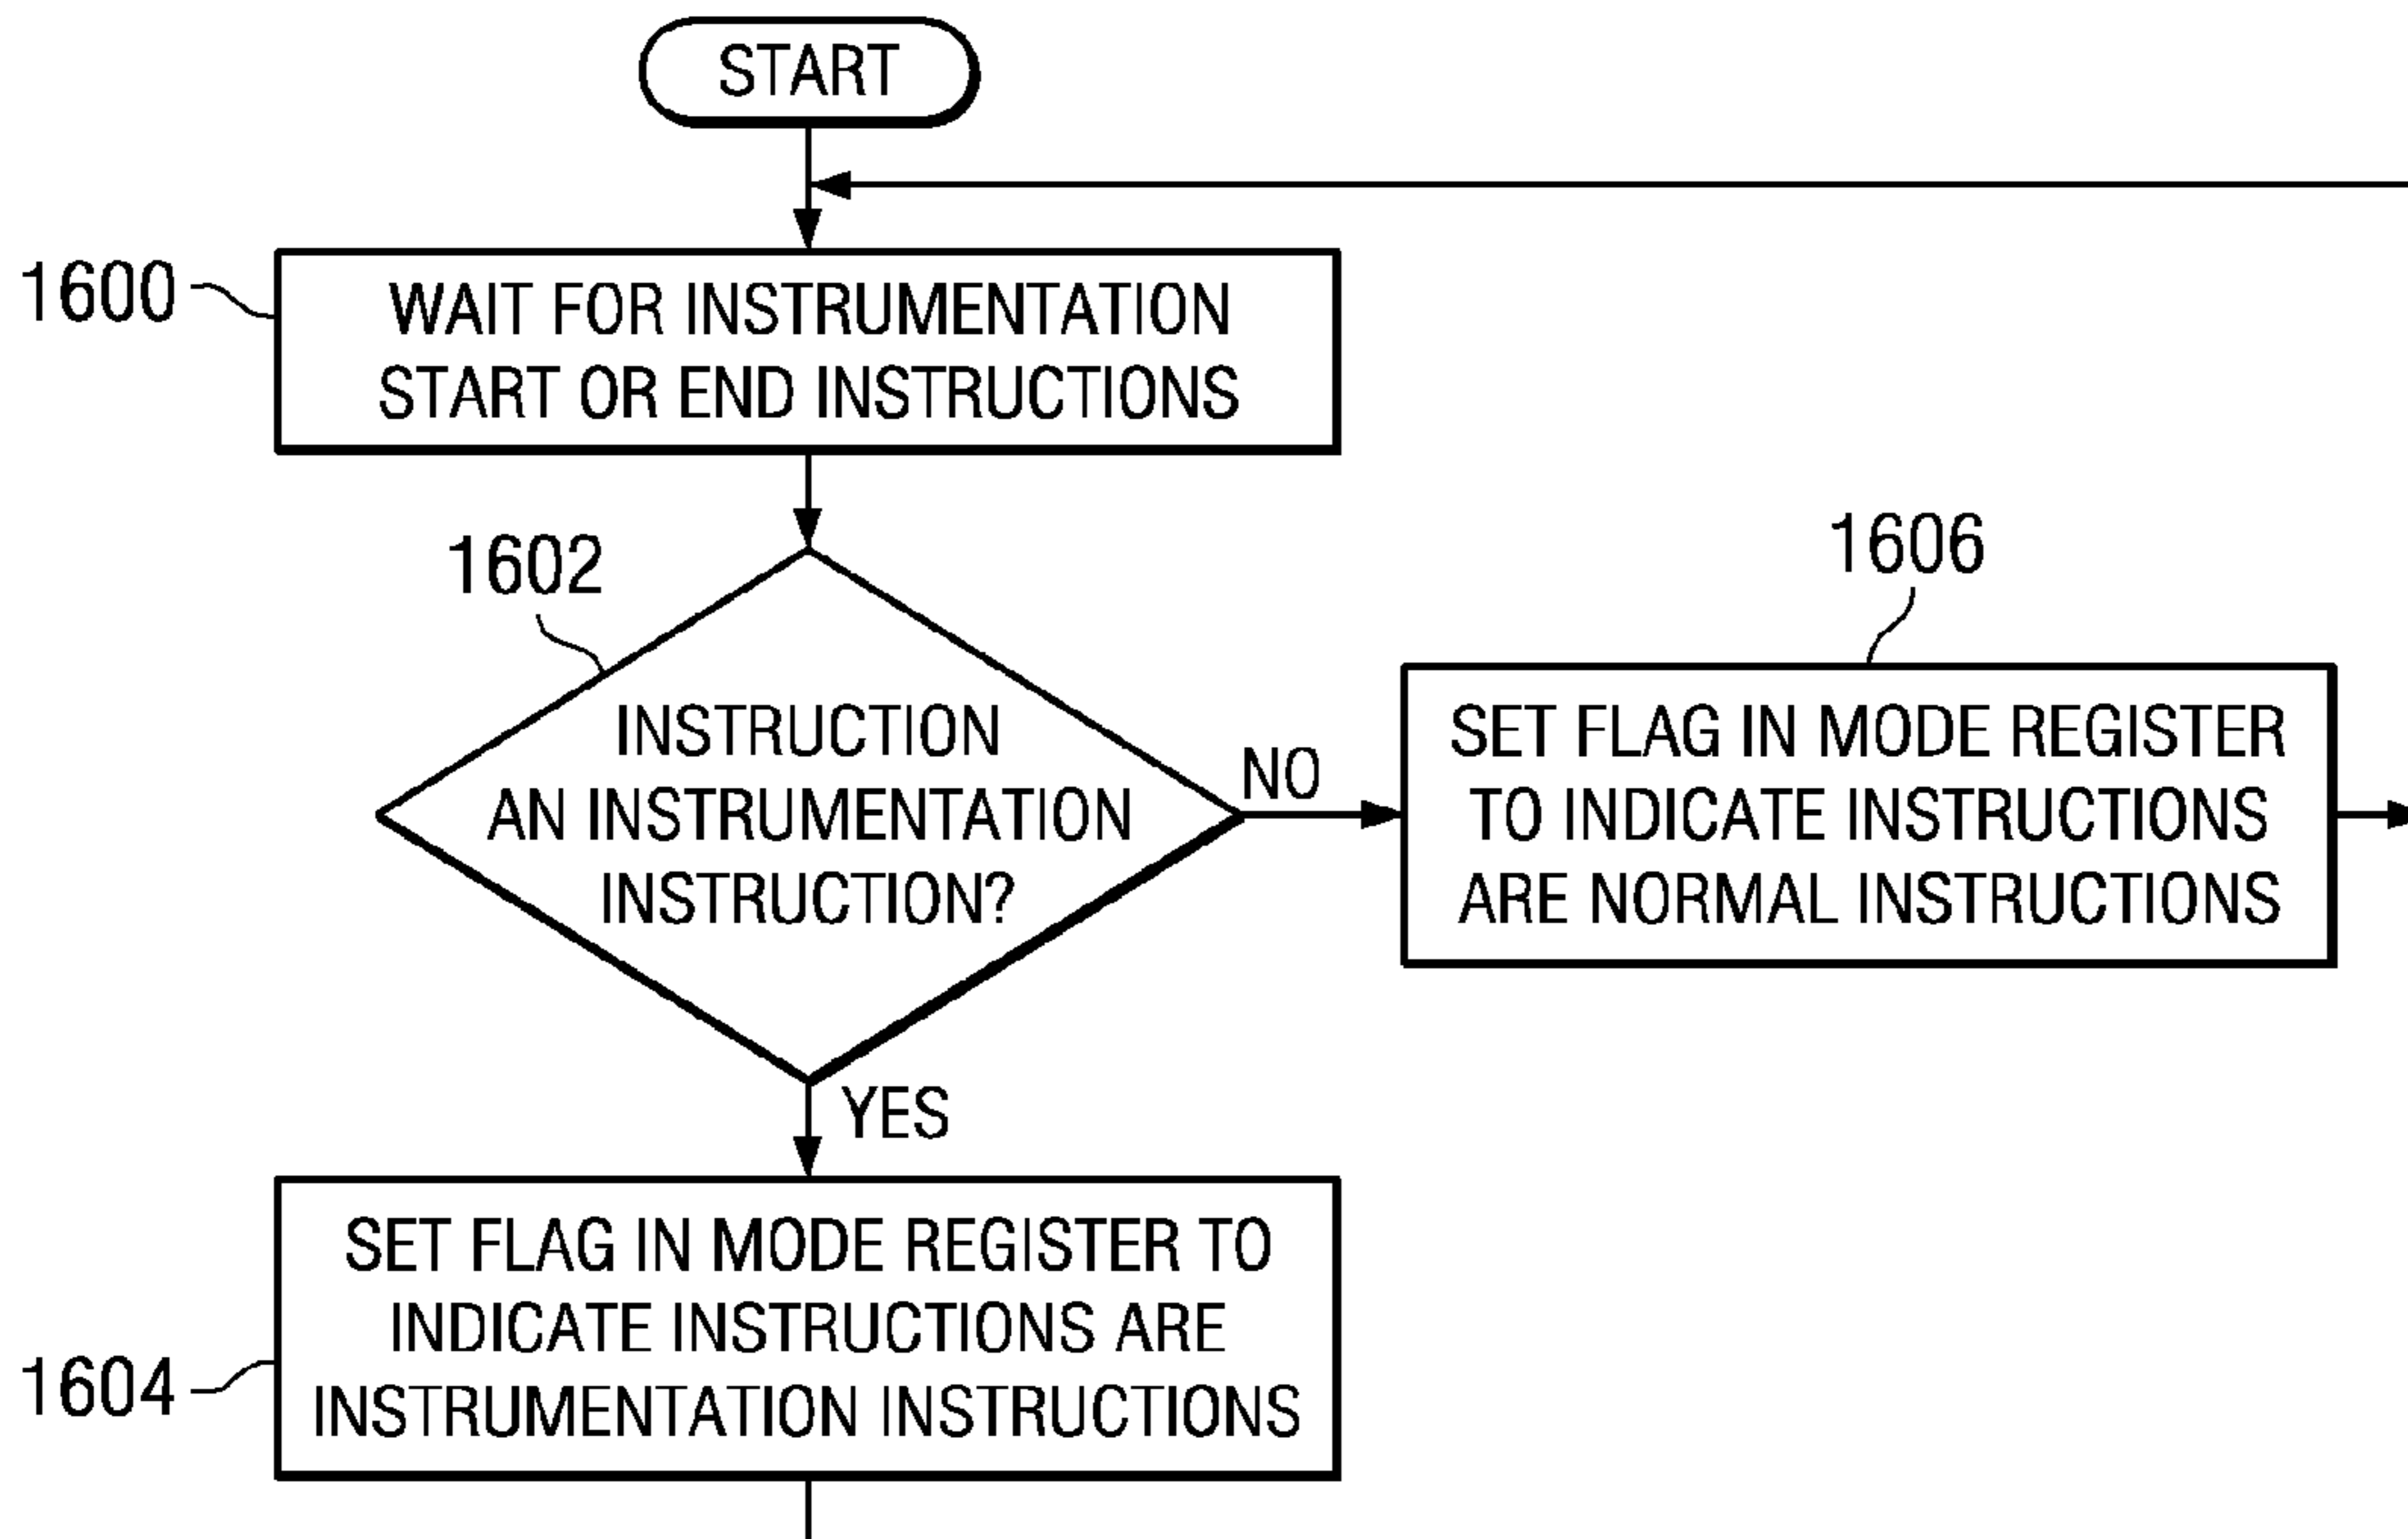 START
1600
WAIT FOR INSTRUMENTATION
START OR END INSTRUCTIONS
1602
INSTRUCTION
AN INSTRUMENTATION
INSTRUCTION?
NO
1606
SET FLAG IN MODE REGISTER
TO INDICATE INSTRUCTIONS
ARE NORMAL INSTRUCTIONS
YES
1604
SET FLAG IN MODE REGISTER TO
INDICATE INSTRUCTIONS ARE
INSTRUMENTATION INSTRUCTIONS